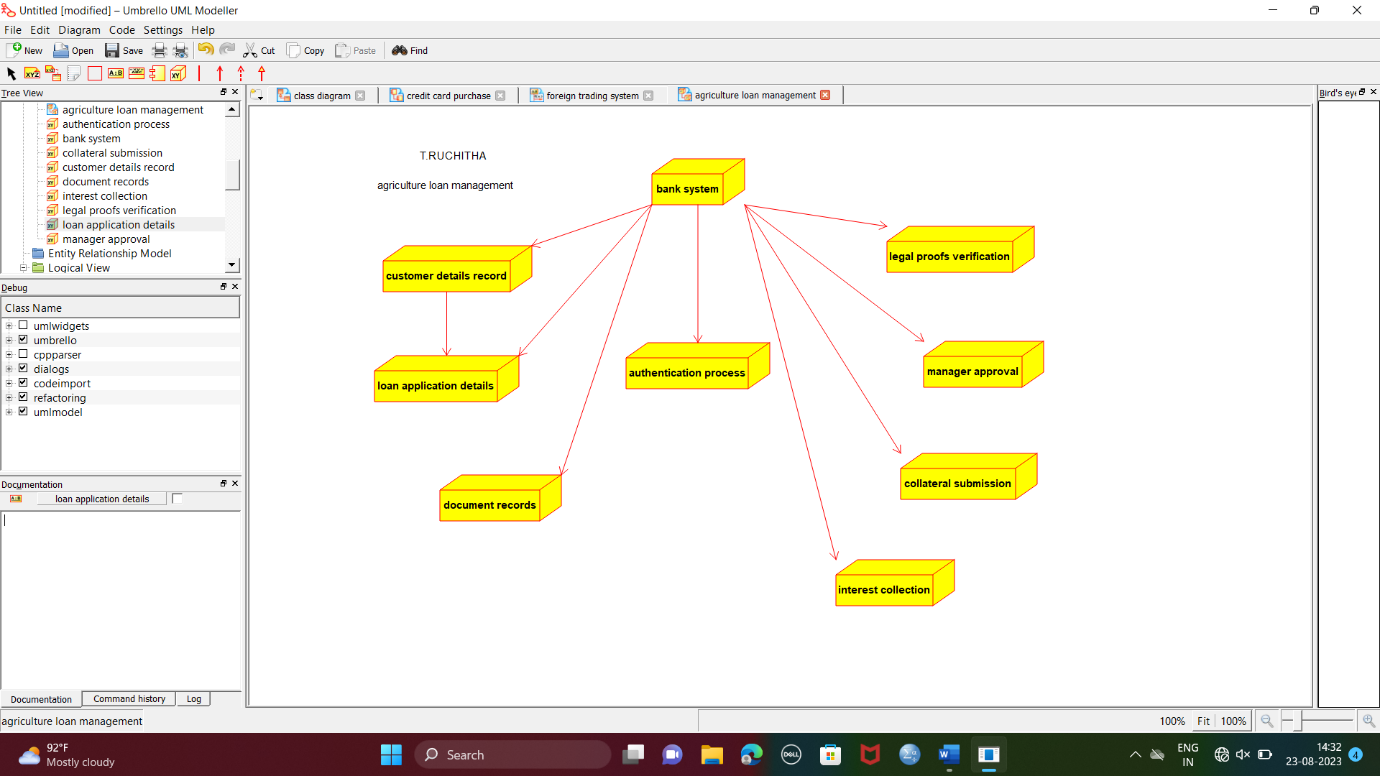 Untitled [modified] – Umbrello UML Modeller
File Edit Diagram Code Settings Help
New Open Save Cut Copy Paste Find
Tree View
agriculture loan management
authentication process
bank system
collateral submission
customer details record
document records
interest collection
legal proofs verification
loan application details
manager approval
Entity Relationship Model
Logical View
Debug
Class Name
umlwidgets
umbrello
cppparser
dialogs
codeimport
refactoring
umlmodel
Documentation
loan application details
Documentation Command history Log
class diagram credit card purchase foreign trading system agriculture loan management
T.RUCHITHA
agriculture loan management
bank system
legal proofs verification
customer details record
manager approval
authentication process
loan application details
collateral submission
document records
interest collection
Bird's ey
agriculture loan management
100% Fit 100%
92°F
Mostly cloudy
Search
DELL
ENG
IN
14:32
23-08-2023
4